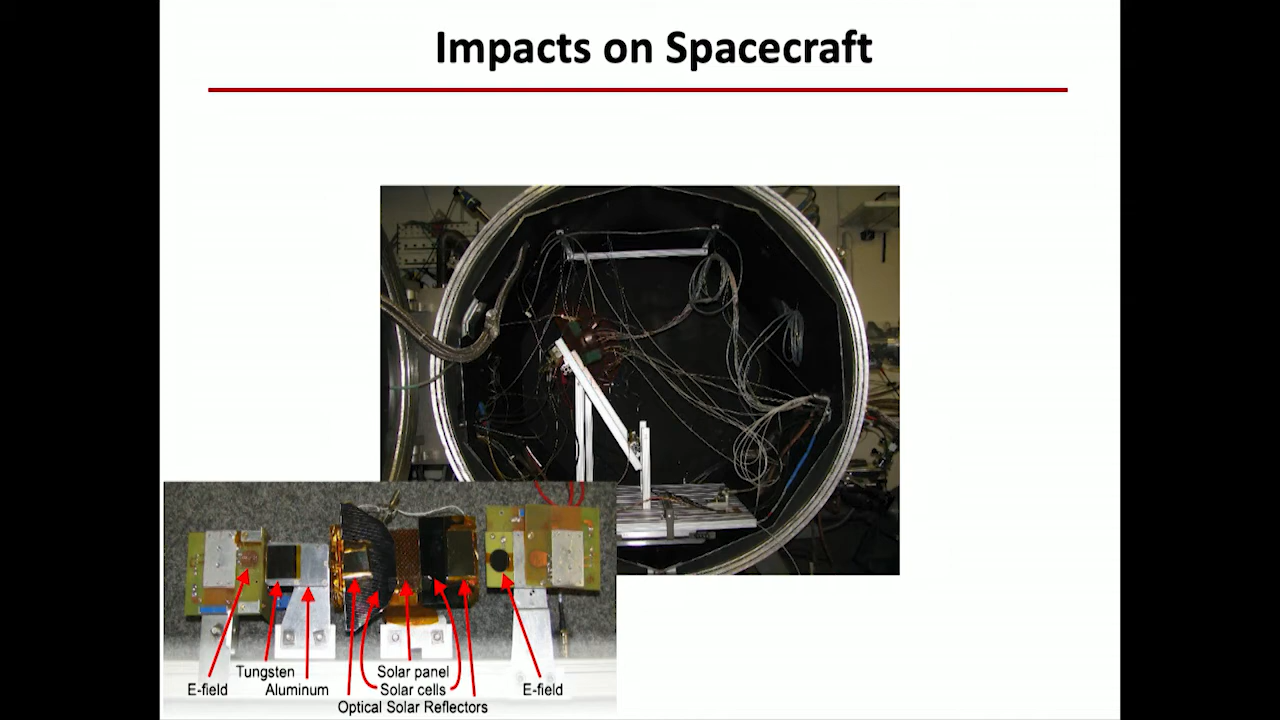 Impacts on Spacecraft
Tungsten
Solar panel
E-field
Aluminum
Solar cells
E-field
Optical Solar Reflectors